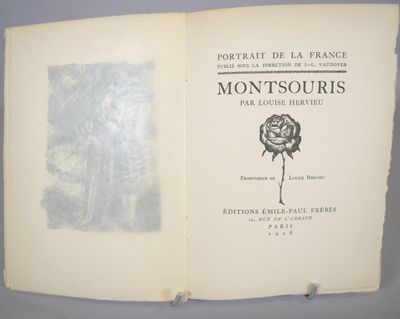 PORTRAIT DE LA FRANCE
PUBLIÉ SOUS LA DIRECTION DE J.-L. VAUDOYER
MONTSOURIS
PAR LOUISE HERVIEU
FRONTISPICE DE LOUISE HERVIEU
ÉDITIONS ÉMILE-PAUL FRÈRES
14, RUE DE L'ABBAYE
PARIS
1928